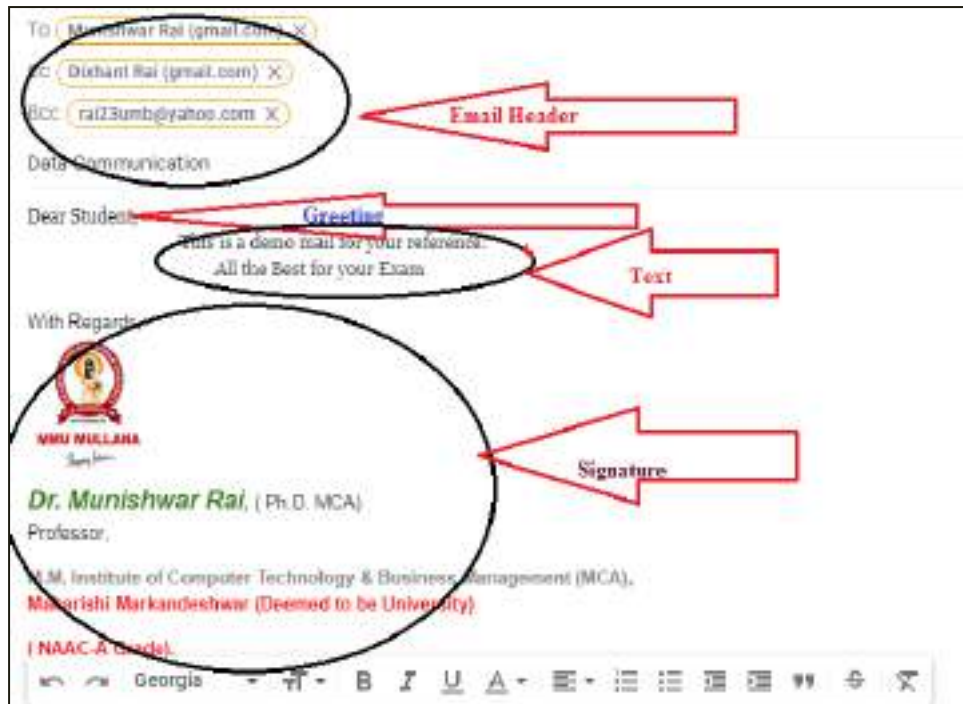 To Munishwar Rai (gmail.com) ×
Cc Dixhant Rai (gmail.com) ×
Bcc rai23umb@yahoo.com ×
Email Header
Data Communication
Dear Student,
Greeting
This is a demo mail for your reference.
All the Best for your Exam
Text
With Regards,
MMU MULLANA
Signature
Dr. Munishwar Rai, ( Ph.D. MCA)
Professor,
M.M. Institute of Computer Technology & Business Management (MCA),
Maharishi Markandeshwar (Deemed to be University)
( NAAC-A Grade),
Georgia